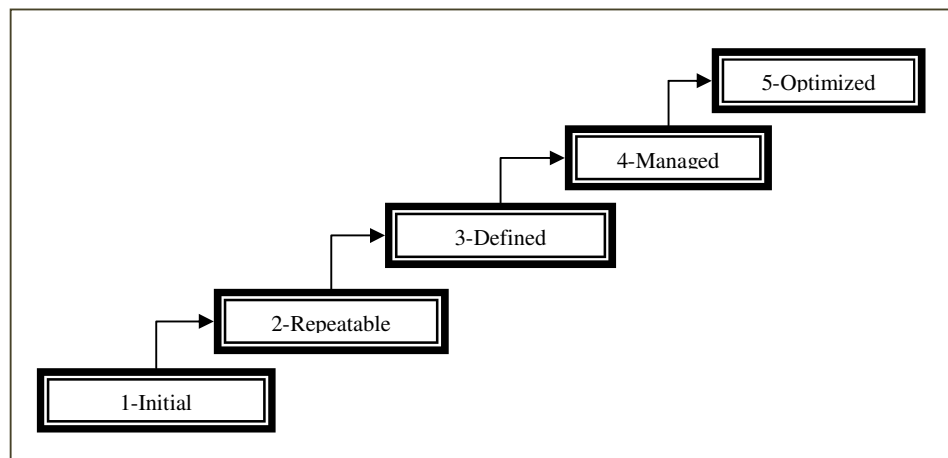 5-Optimized
4-Managed
3-Defined
2-Repeatable
1-Initial